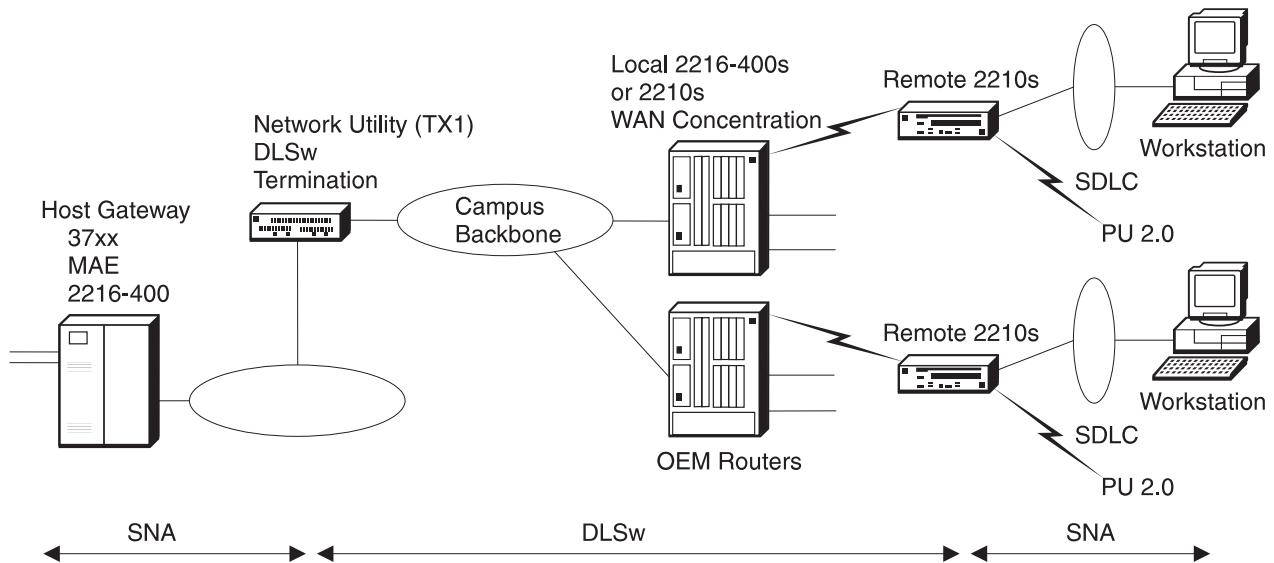 Host Gateway
37xx
MAE
2216-400
Network Utility (TX1)
DLSw
Termination
Campus
Backbone
Local 2216-400s
or 2210s
WAN Concentration
OEM Routers
Remote 2210s
Workstation
SDLC
PU 2.0
Remote 2210s
Workstation
SDLC
PU 2.0
SNA
DLSw
SNA